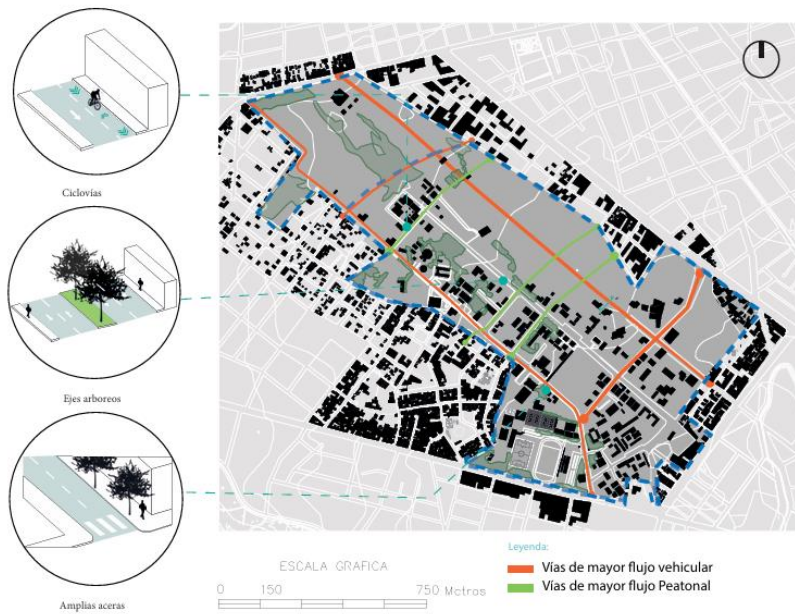 Ciclovías
Ejes arboreos
Amplias aceras
ESCALA GRAFICA
0 150 750 Metros
Leyenda:
Vías de mayor flujo vehicular
Vías de mayor flujo Peatonal